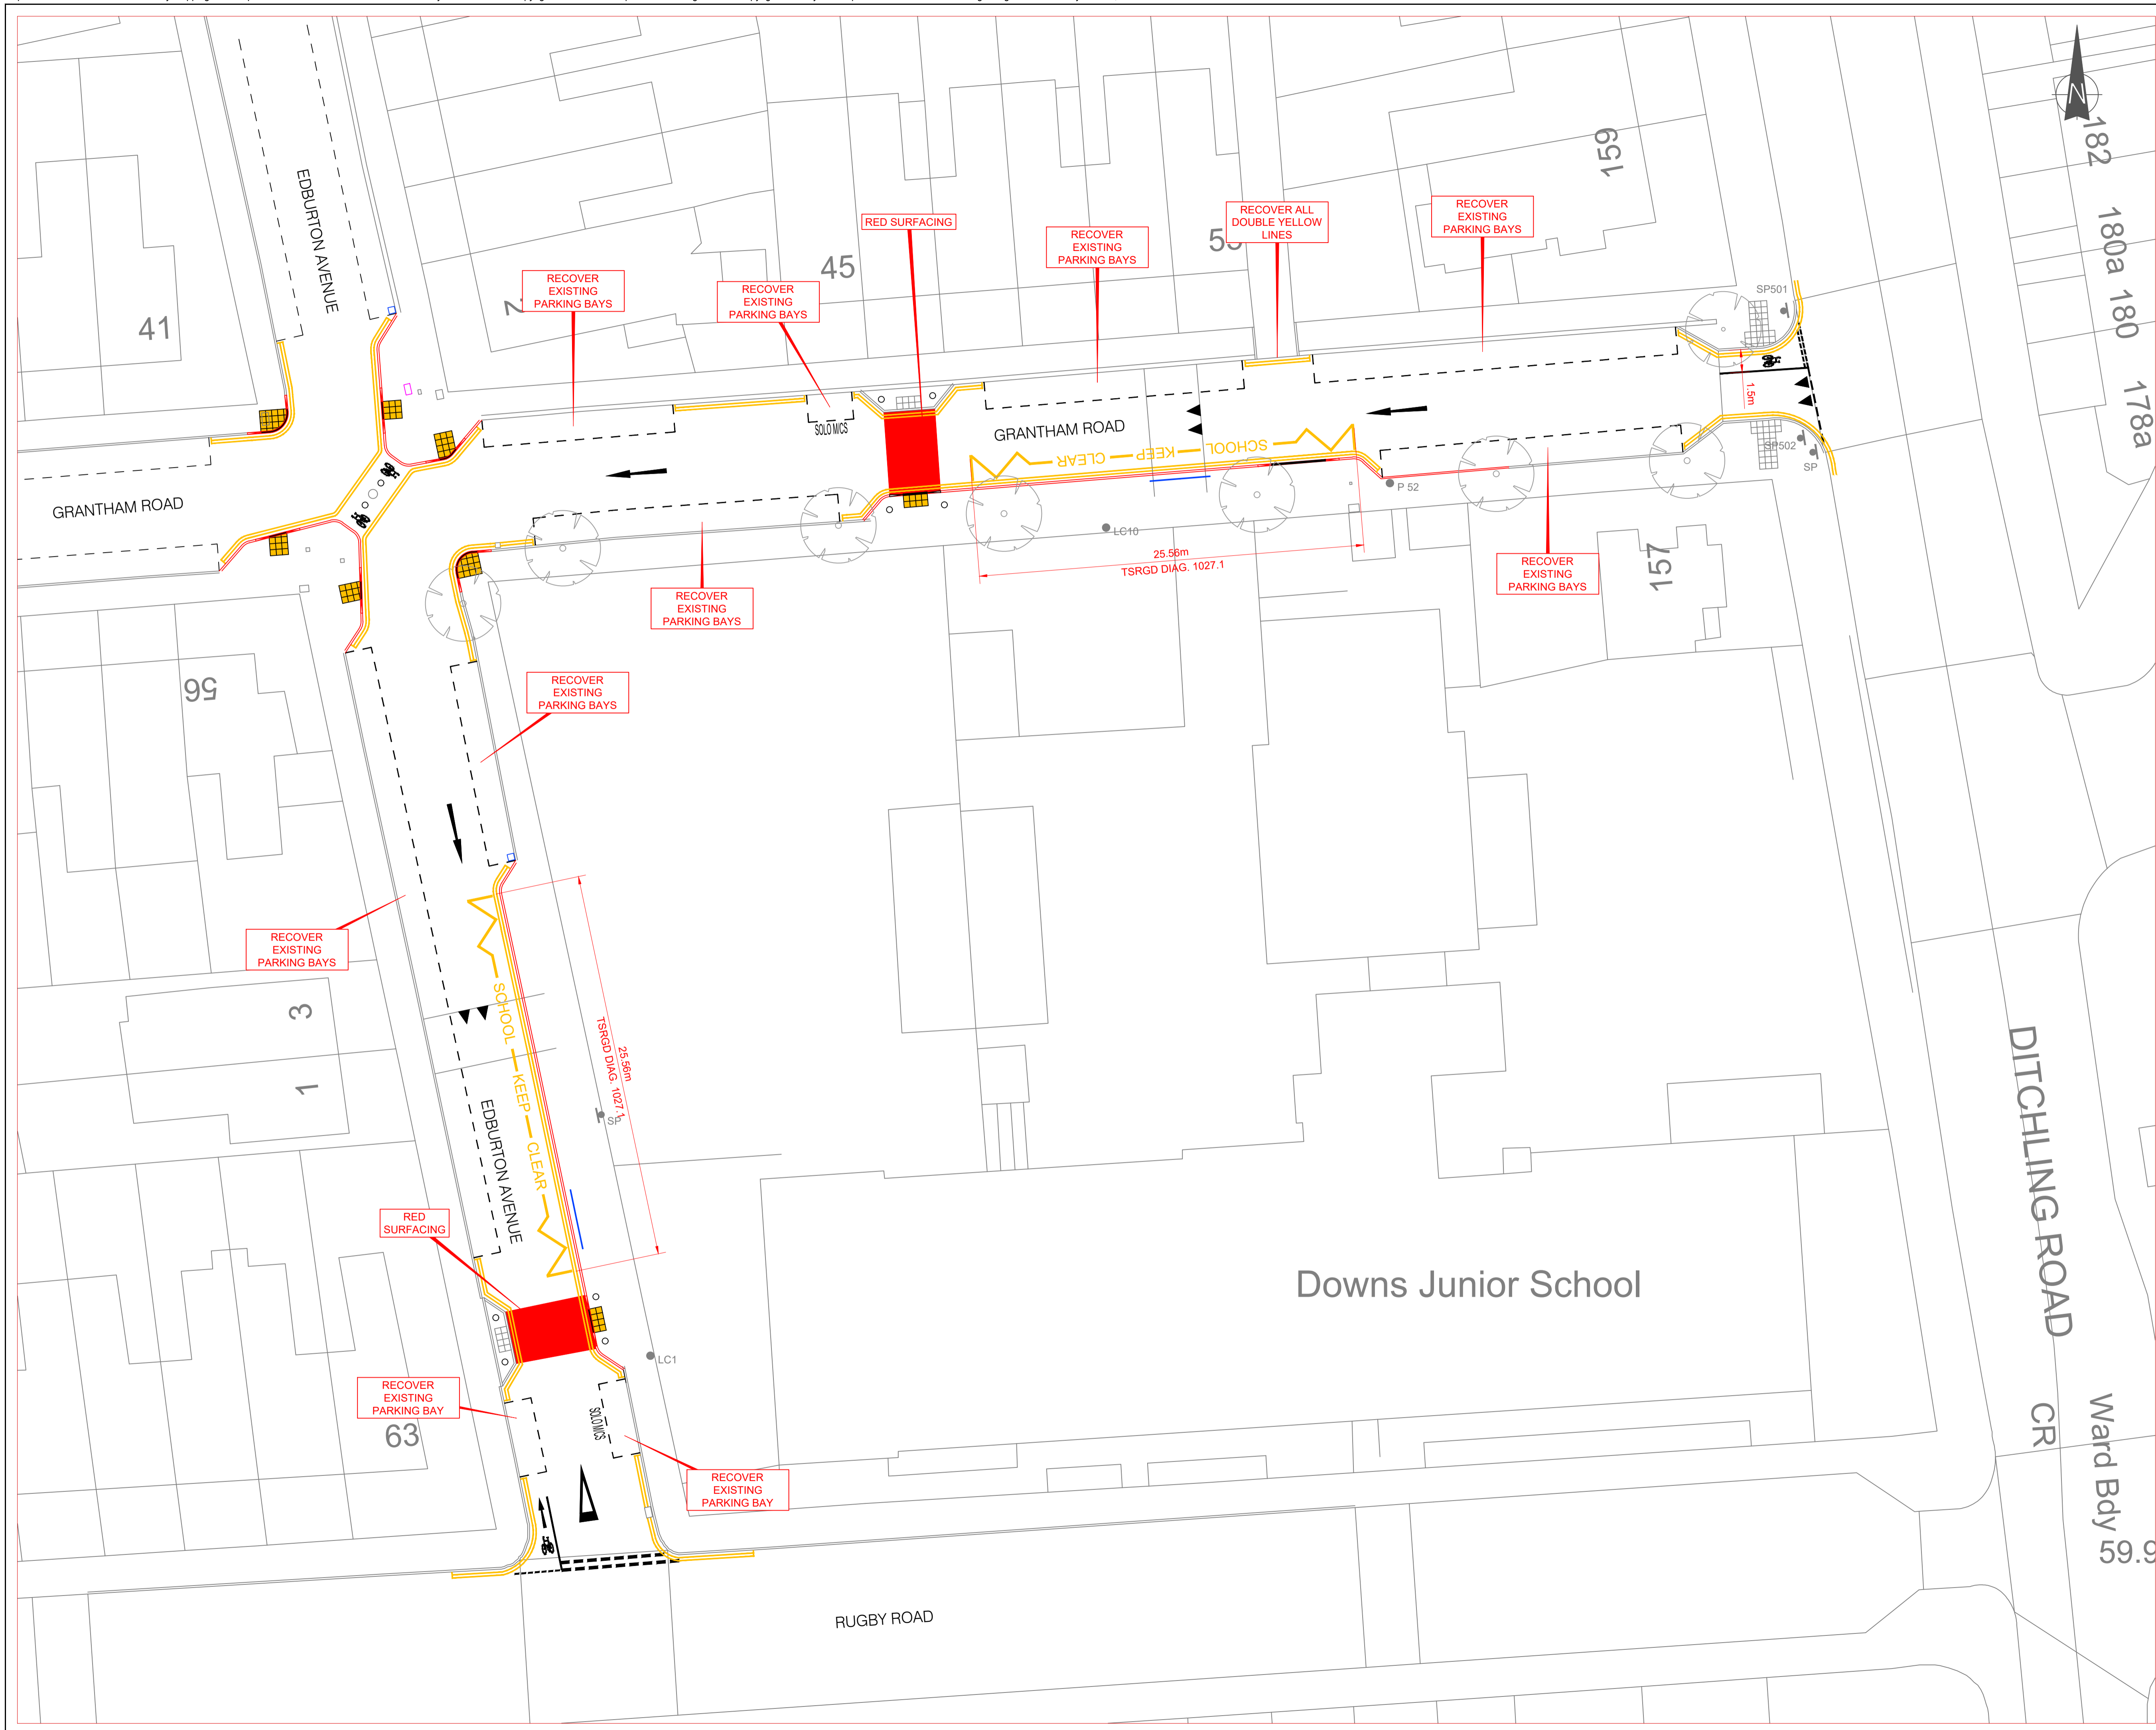 N
182
180a 180
178a
159
EDBURTON AVENUE
41
RECOVER
EXISTING
PARKING BAYS
RECOVER
EXISTING
PARKING BAYS
45
RED SURFACING
RECOVER
EXISTING
PARKING BAYS
RECOVER ALL
DOUBLE YELLOW
LINES
RECOVER
EXISTING
PARKING BAYS
SP501
1.5m
SP502
SP
SOLO M/CS
GRANTHAM ROAD
SCHOOL KEEP CLEAR
P 52
LC10
25.56m
TSRGD DIAG. 1027.1
GRANTHAM ROAD
RECOVER
EXISTING
PARKING BAYS
RECOVER
EXISTING
PARKING BAYS
157
56
RECOVER
EXISTING
PARKING BAYS
RECOVER
EXISTING
PARKING BAYS
3
1
SCHOOL KEEP CLEAR
25.56m
TSRGD DIAG. 1027.1
SP
EDBURTON AVENUE
RED
SURFACING
LC1
RECOVER
EXISTING
PARKING BAY
63
SOLO M/CS
RECOVER
EXISTING
PARKING BAY
Downs Junior School
DITCHLING ROAD
CR
Ward Bdy
59.9
RUGBY ROAD